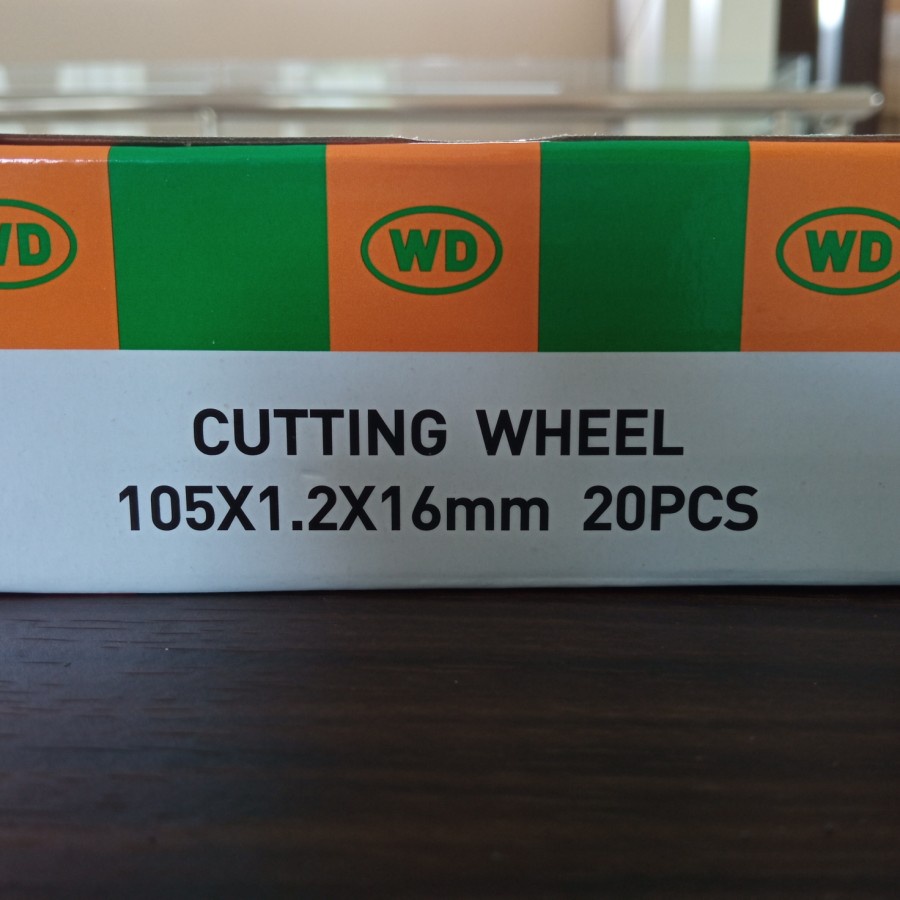 WD WD WD
CUTTING WHEEL
105X1.2X16mm 20PCS